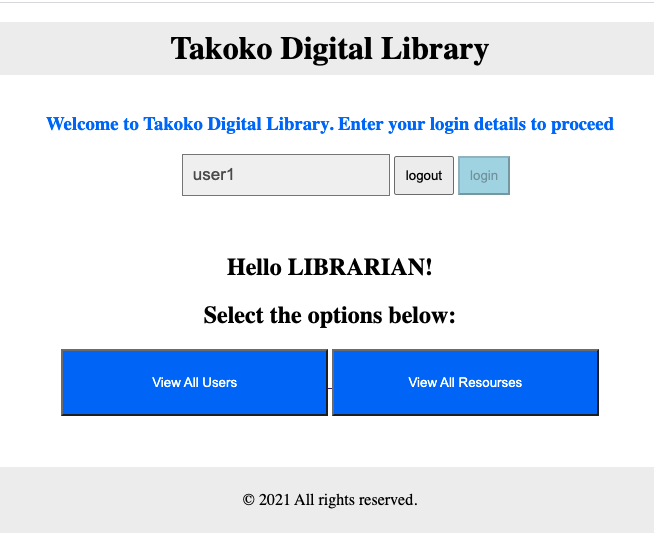 Takoko Digital Library
Welcome to Takoko Digital Library. Enter your login details to proceed
user1 logout login
Hello LIBRARIAN!
Select the options below:
View All Users View All Resourses
© 2021 All rights reserved.